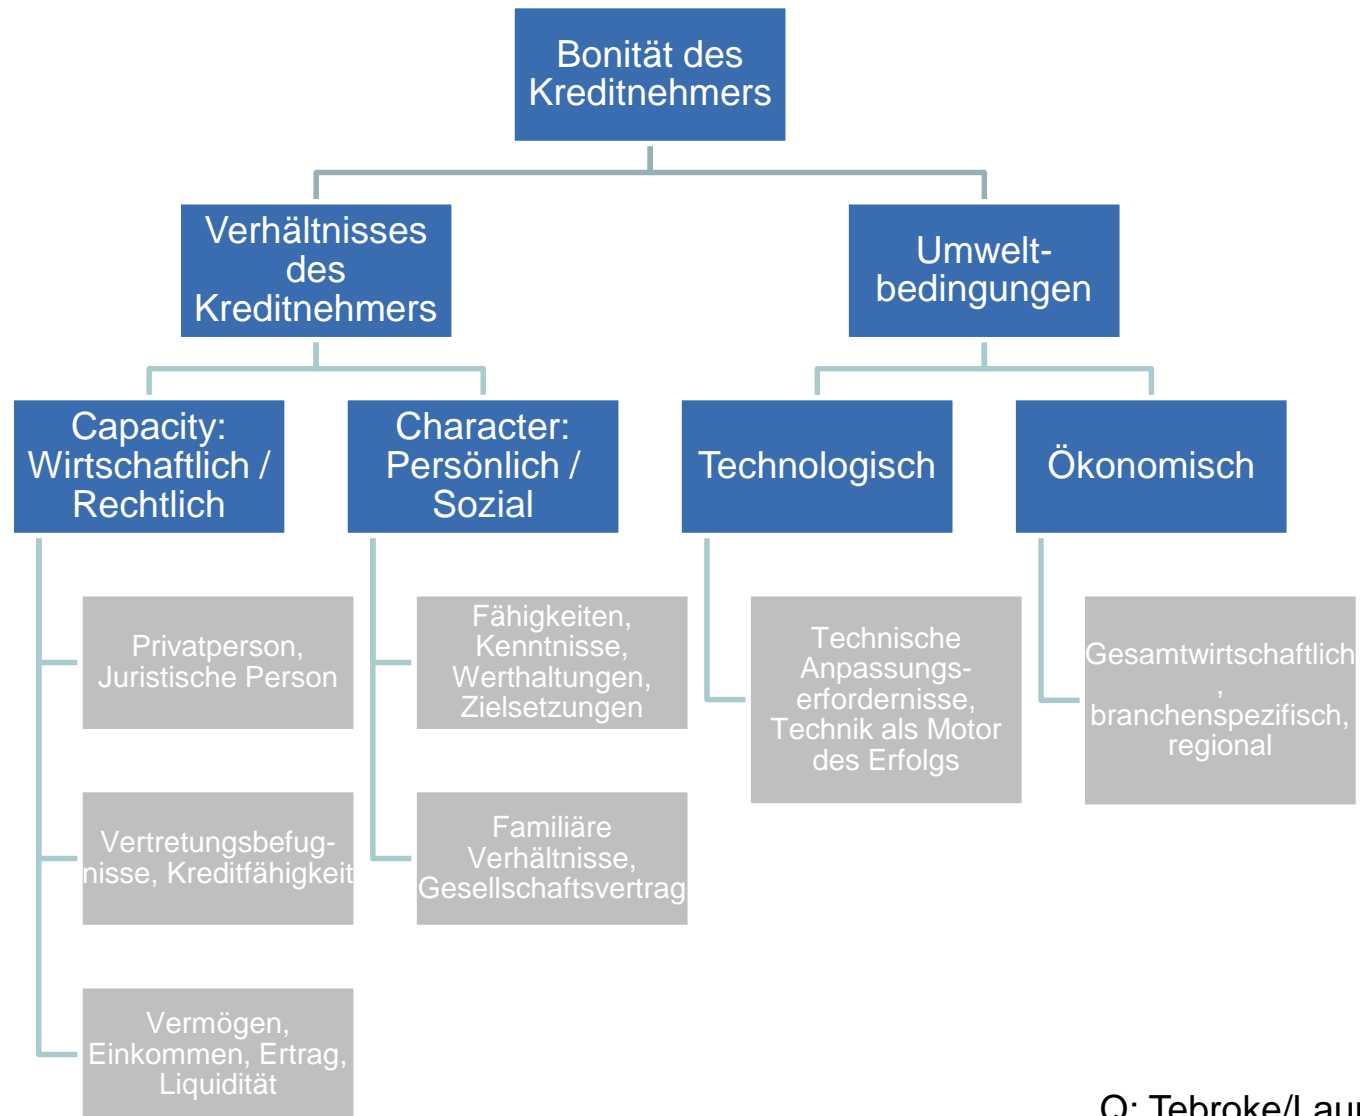 Bonität des
Kreditnehmers
Verhältnisses
des
Kreditnehmers
Umwelt-
bedingungen
Capacity:
Wirtschaftlich /
Rechtlich
Character:
Persönlich /
Sozial
Technologisch
Ökonomisch
Privatperson,
Juristische Person
Fähigkeiten,
Kenntnisse,
Werthaltungen,
Zielsetzungen
Technische
Anpassungs-
erfordernisse,
Technik als Motor
des Erfolgs
Gesamtwirtschaftlich
,
branchenspezifisch,
regional
Vertretungsbefug-
nisse, Kreditfähigkeit
Familiäre
Verhältnisse,
Gesellschaftsvertrag
Vermögen,
Einkommen, Ertrag,
Liquidität
Q: Tebroke/